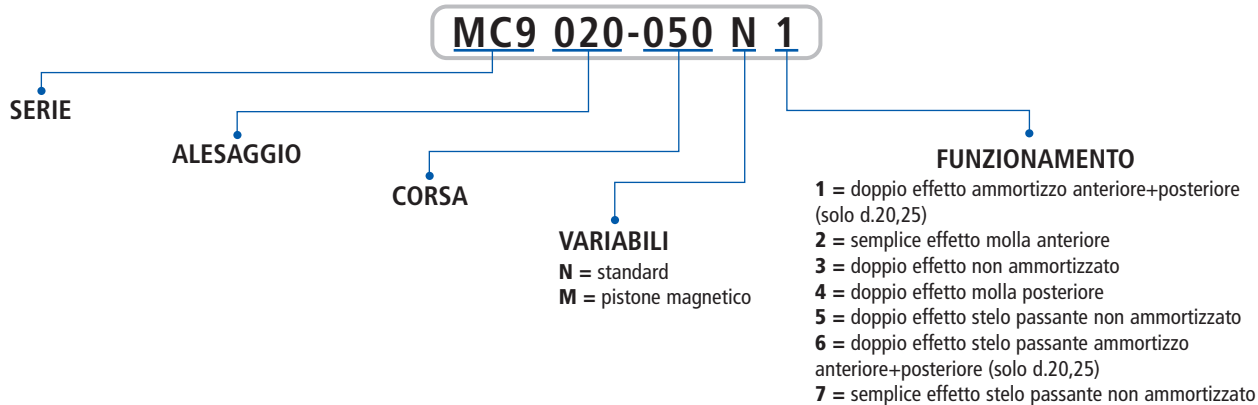 MC9 020-050 N 1
SERIE
ALESAGGIO
CORSA
VARIABILI
N = standard
M = pistone magnetico
FUNZIONAMENTO
1 = doppio effetto ammortizzo anteriore+posteriore
(solo d.20,25)
2 = semplice effetto molla anteriore
3 = doppio effetto non ammortizzato
4 = doppio effetto molla posteriore
5 = doppio effetto stelo passante non ammortizzato
6 = doppio effetto stelo passante ammortizzo
anteriore+posteriore (solo d.20,25)
7 = semplice effetto stelo passante non ammortizzato